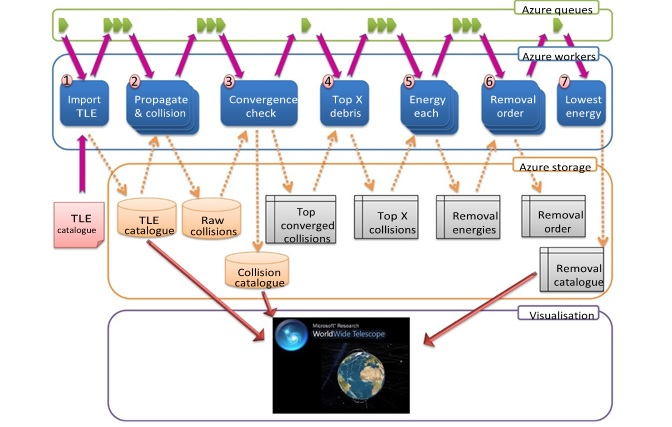 Azure queues
Azure workers
1
2
3
4
5
6
7
Import
TLE
Propagate
& collision
Convergence
check
Top X
debris
Energy
each
Removal
order
Lowest
energy
Azure storage
TLE
catalogue
TLE
catalogue
Raw
collisions
Top
converged
collisions
Top X
collisions
Removal
energies
Removal
order
Collision
catalogue
Removal
catalogue
Visualisation
Microsoft Research
WorldWide Telescope